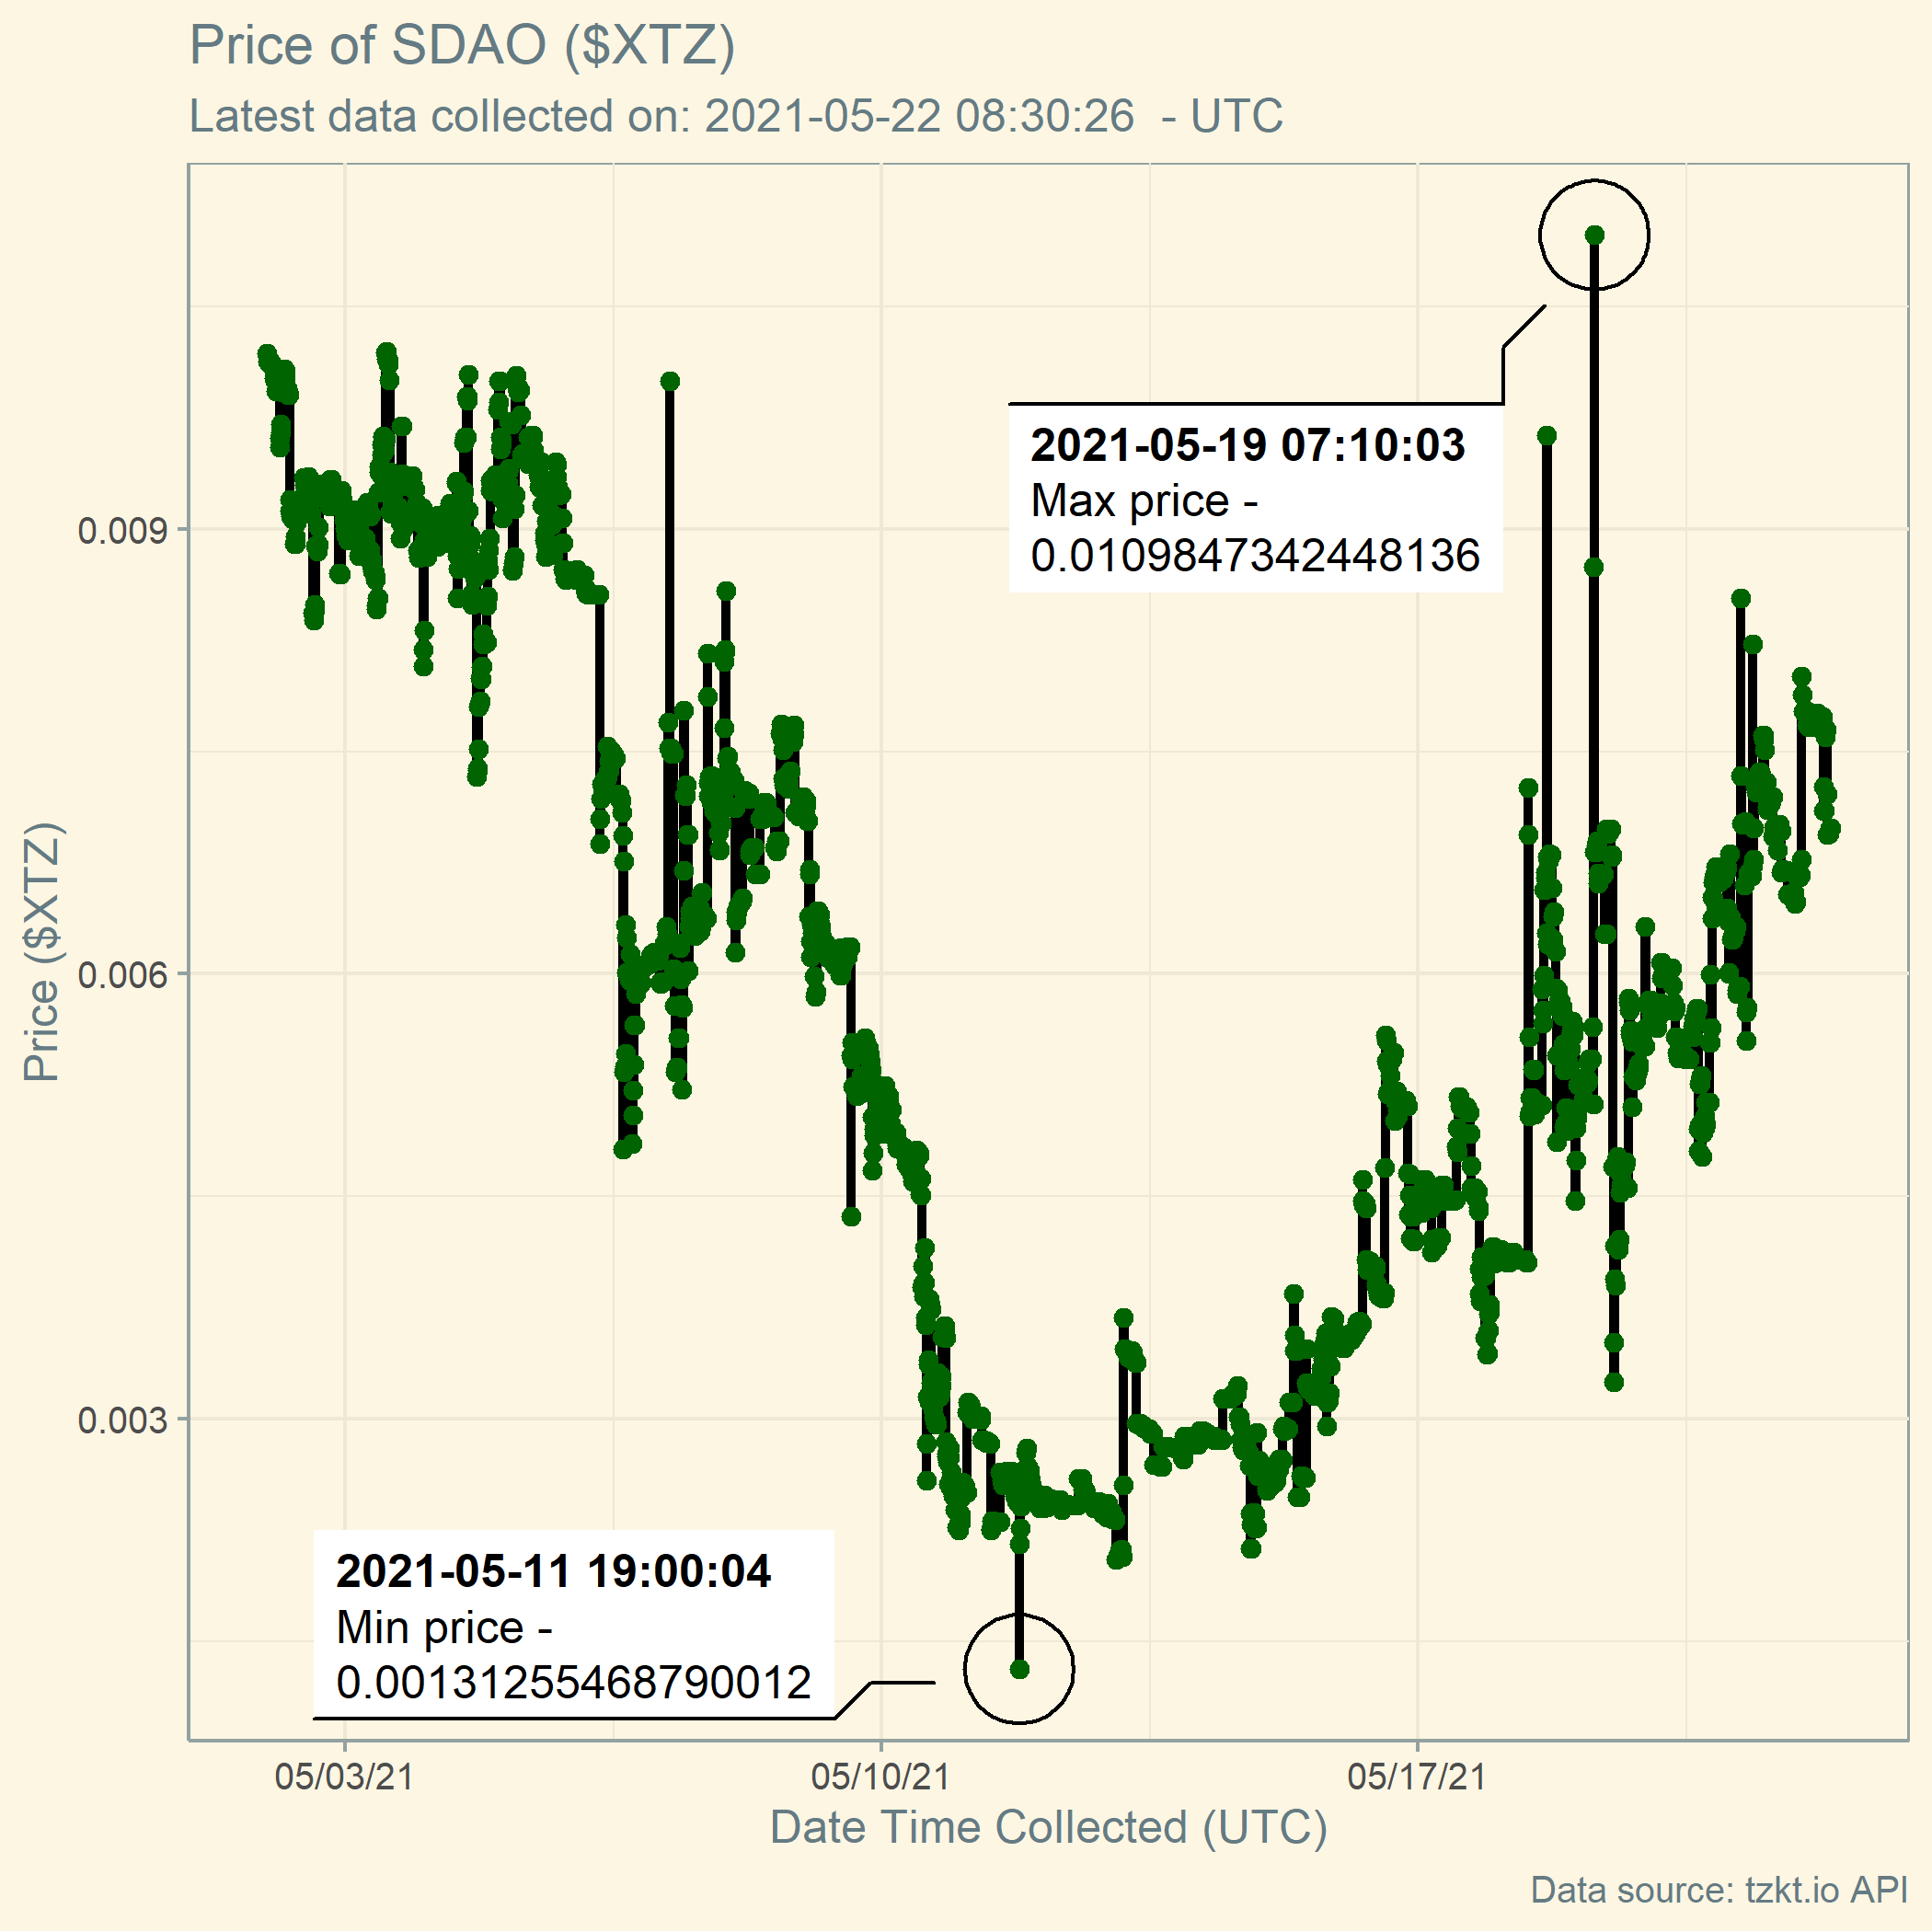 Price of SDAO ($XTZ)
Latest data collected on: 2021-05-22 08:30:26  - UTC
2021-05-19 07:10:03
Max price -
0.0109847342448136
0.009
0.006
0.003
Price ($XTZ)
2021-05-11 19:00:04
Min price -
0.00131255468790012
05/03/21
05/10/21
05/17/21
Date Time Collected (UTC)
Data source: tzkt.io API